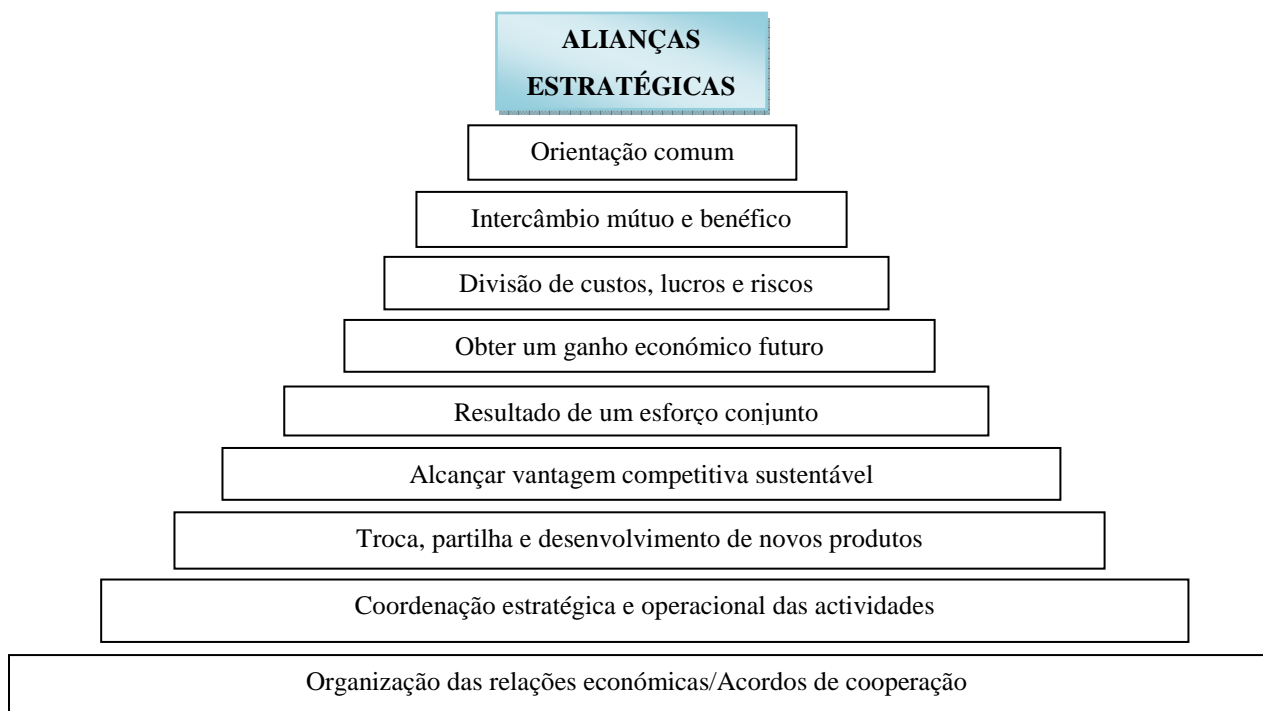 ALIANÇAS
ESTRATÉGICAS
Orientação comum
Intercâmbio mútuo e benéfico
Divisão de custos, lucros e riscos
Obter um ganho económico futuro
Resultado de um esforço conjunto
Alcançar vantagem competitiva sustentável
Troca, partilha e desenvolvimento de novos produtos
Coordenação estratégica e operacional das actividades
Organização das relações económicas/Acordos de cooperação